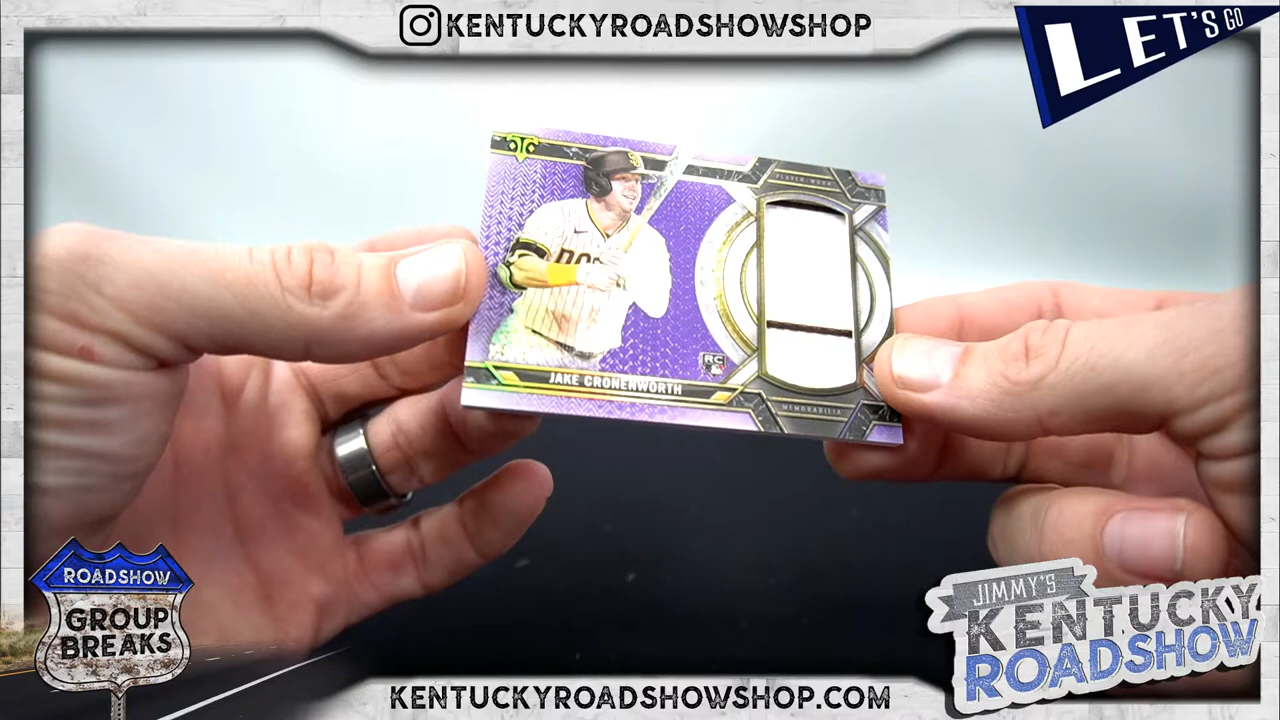 KENTUCKYROADSHOWSHOP
LET'S GO
PLAYER-WORN
JAKE CRONENWORTH
RC
MEMORABILIA
ROADSHOW
GROUP
BREAKS
JIMMY'S
KENTUCKY
ROADSHOW
KENTUCKYROADSHOWSHOP.COM